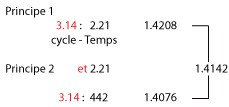 Principe 1
3.14 : 2.21 1.4208
cycle - Temps
Principe 2 et 2.21 1.4142
3.14 : 442 1.4076